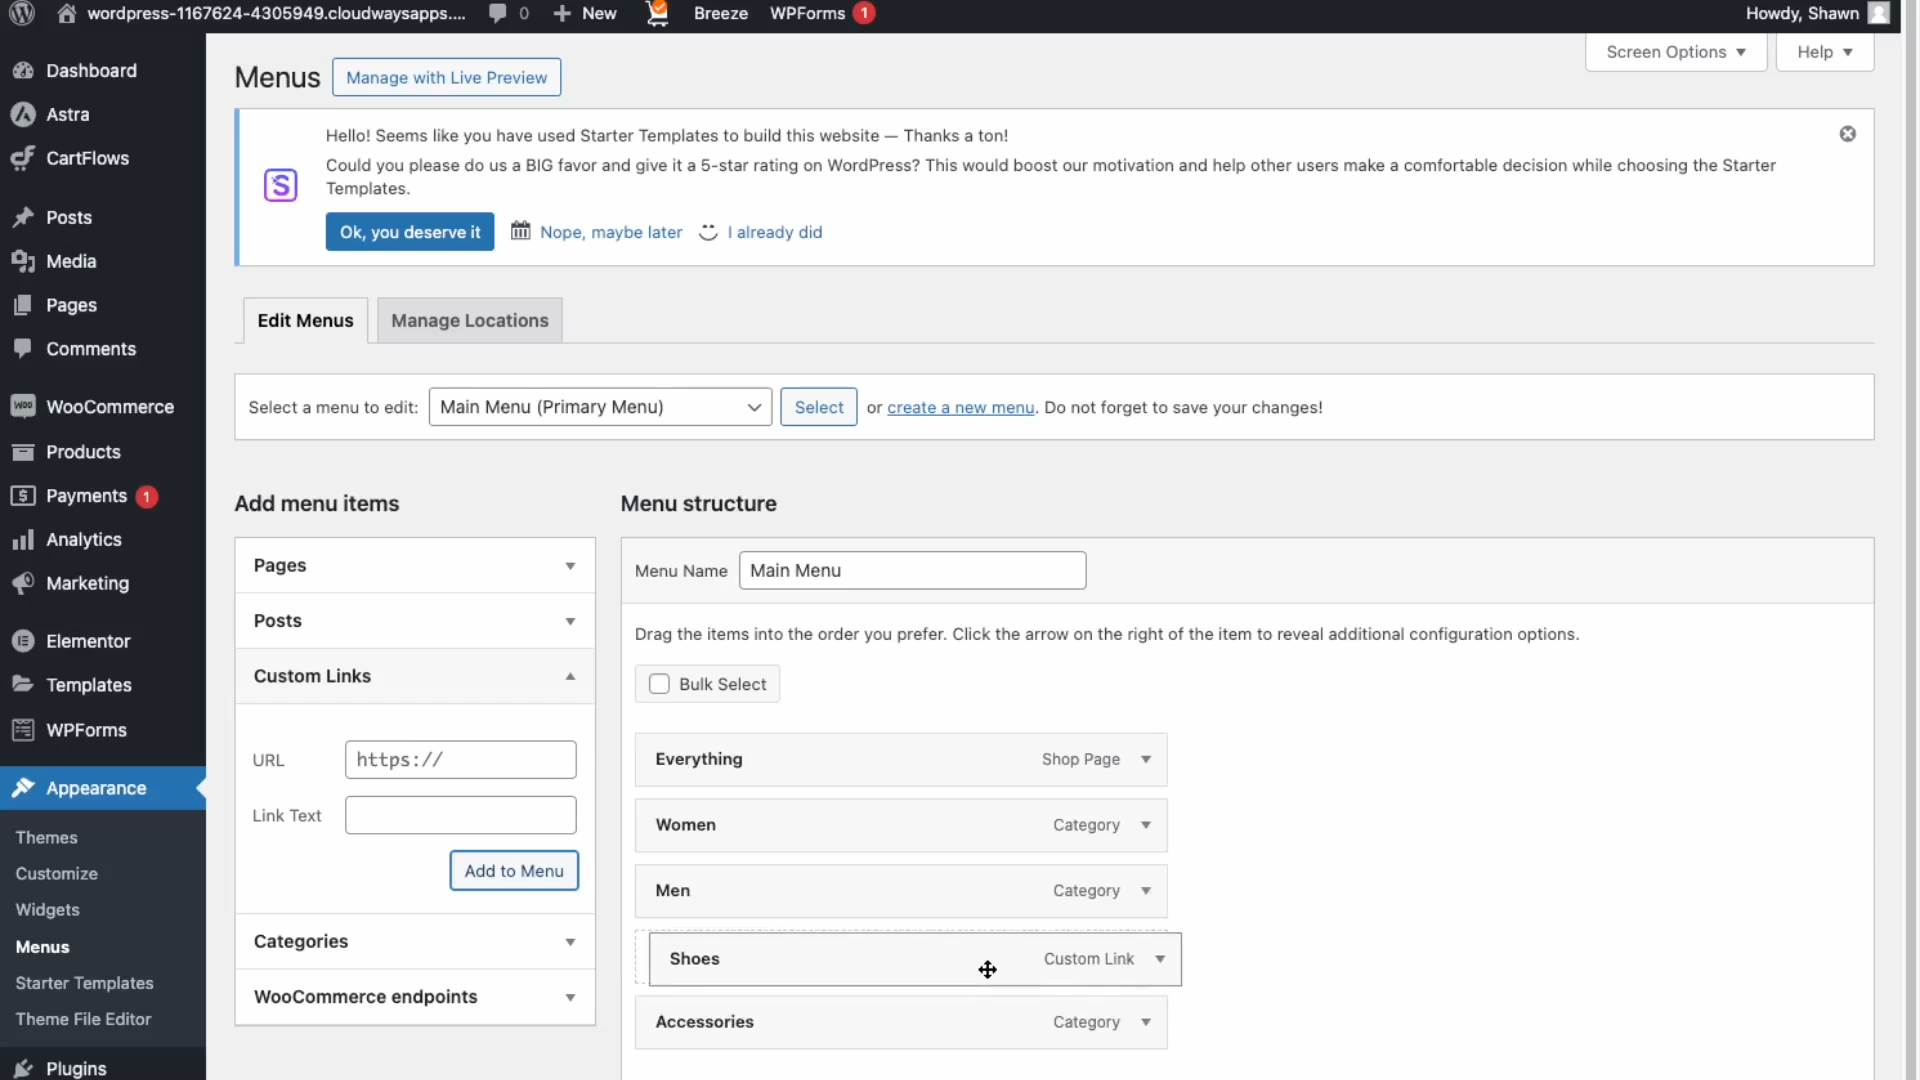 wordpress-1167624-4305949.cloudwaysapps.... 0 New Breeze WPForms 1 Howdy, Shawn
Dashboard
Astra
CartFlows
Posts
Media
Pages
Comments
WooCommerce
Products
Payments 1
Analytics
Marketing
Elementor
Templates
WPForms
Appearance
Themes
Customize
Widgets
Menus
Starter Templates
Theme File Editor
Plugins
Screen Options Help
Menus Manage with Live Preview
Hello! Seems like you have used Starter Templates to build this website — Thanks a ton!
Could you please do us a BIG favor and give it a 5-star rating on WordPress? This would boost our motivation and help other users make a comfortable decision while choosing the Starter
Templates.
Ok, you deserve it Nope, maybe later I already did
Edit Menus Manage Locations
Select a menu to edit: Main Menu (Primary Menu) Select or create a new menu. Do not forget to save your changes!
Add menu items
Pages
Posts
Custom Links
URL https://
Link Text
Add to Menu
Categories
WooCommerce endpoints
Menu structure
Menu Name Main Menu
Drag the items into the order you prefer. Click the arrow on the right of the item to reveal additional configuration options.
Bulk Select
Everything Shop Page
Women Category
Men Category
Shoes Custom Link
Accessories Category